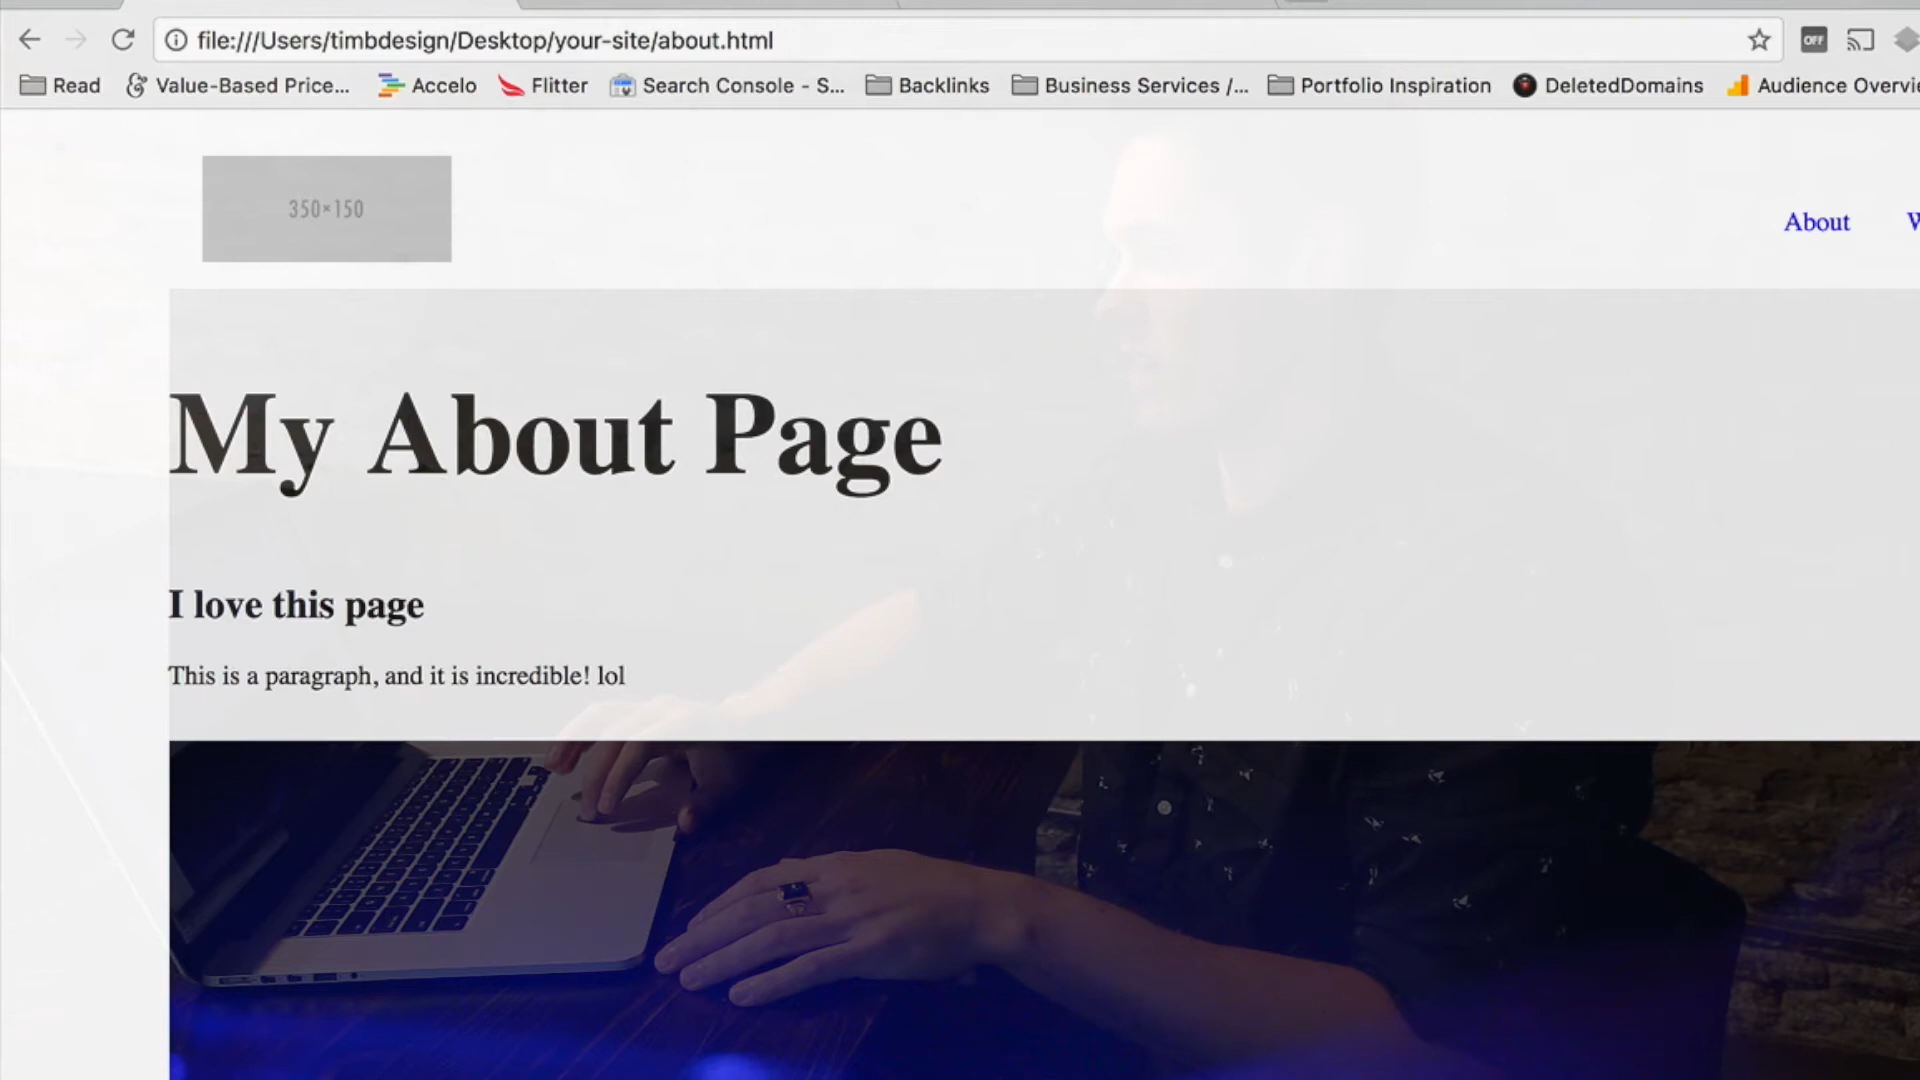 file:///Users/timbdesign/Desktop/your-site/about.html
Read Value-Based Price... Accelo Flitter Search Console - S... Backlinks Business Services /... Portfolio Inspiration DeletedDomains Audience
OFF
350×150
About
My About Page
I love this page
This is a paragraph, and it is incredible! lol